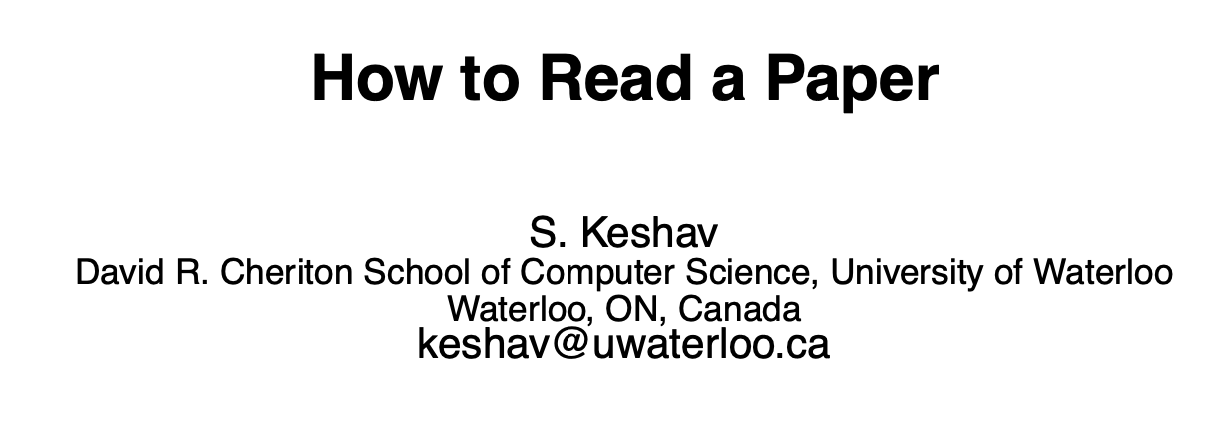 How to Read a Paper
S. Keshav
David R. Cheriton School of Computer Science, University of Waterloo
Waterloo, ON, Canada
keshav@uwaterloo.ca